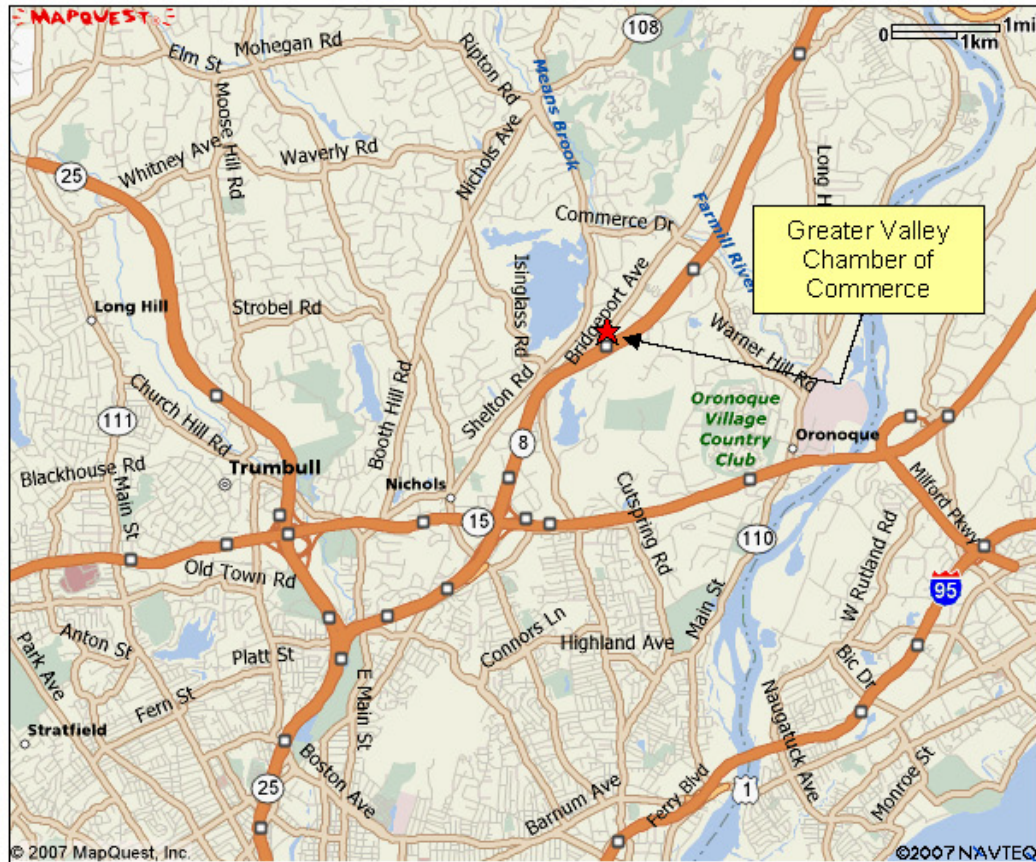 MAPQUEST
108
0
1mi
1km
Mohegan Rd
Elm St
Ripton Rd
Means Brook
Moose Hill Rd
Nichols Ave
Whitney Ave
Waverly Rd
25
Long H
Commerce Dr
Farmill River
Greater Valley
Chamber of
Commerce
Isinglass Rd
Bridgeport Ave
Long Hill
Strobel Rd
Warner Hill Rd
Booth Hill Rd
Shelton Rd
Church Hill Rd
111
Oronoque
Village
Country
Club
Oronoque
8
Blackhouse Rd
Trumbull
Main St
Nichols
15
Cutspring Rd
Milford Pkwy
110
W Rutland Rd
Old Town Rd
95
Park Ave
Anton St
Platt St
Connors Ln
Highland Ave
Main St
Bic Dr
Fern St
E Main St
Naugatuck Ave
Stratfield
25
Boston Ave
Barnum Ave
Ferry Blvd
1
Monroe St
© 2007 MapQuest, Inc.
©2007 NAVTEQ